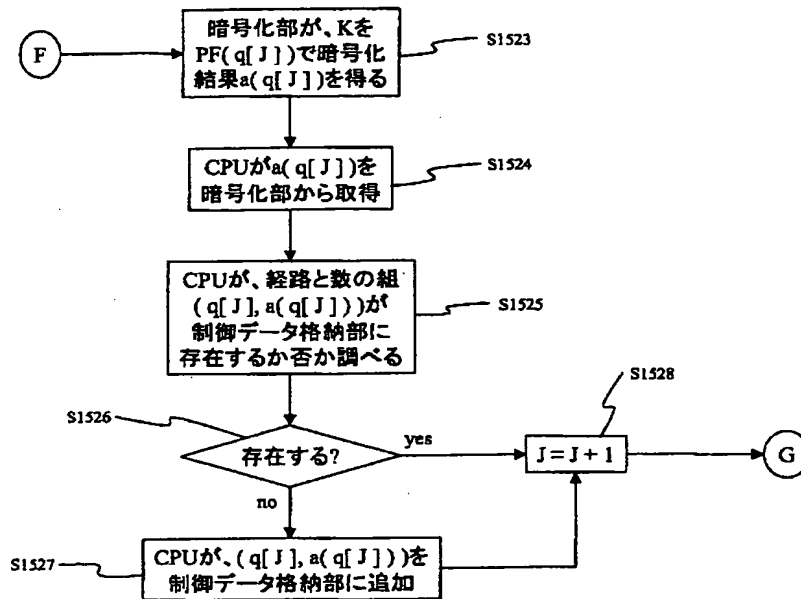 F
暗号化部が、Kを
PF( q[ J ])で暗号化
結果a( q[ J ])を得る
S1523
CPUがa( q[ J ])を
暗号化部から取得
S1524
CPUが、経路と数の組
( q[ J ], a( q[ J ] ))が
制御データ格納部に
存在するか否か調べる
S1525
S1526
存在する?
yes
no
S1528
J = J + 1
G
S1527
CPUが、( q[ J ], a( q[ J ] ))を
制御データ格納部に追加